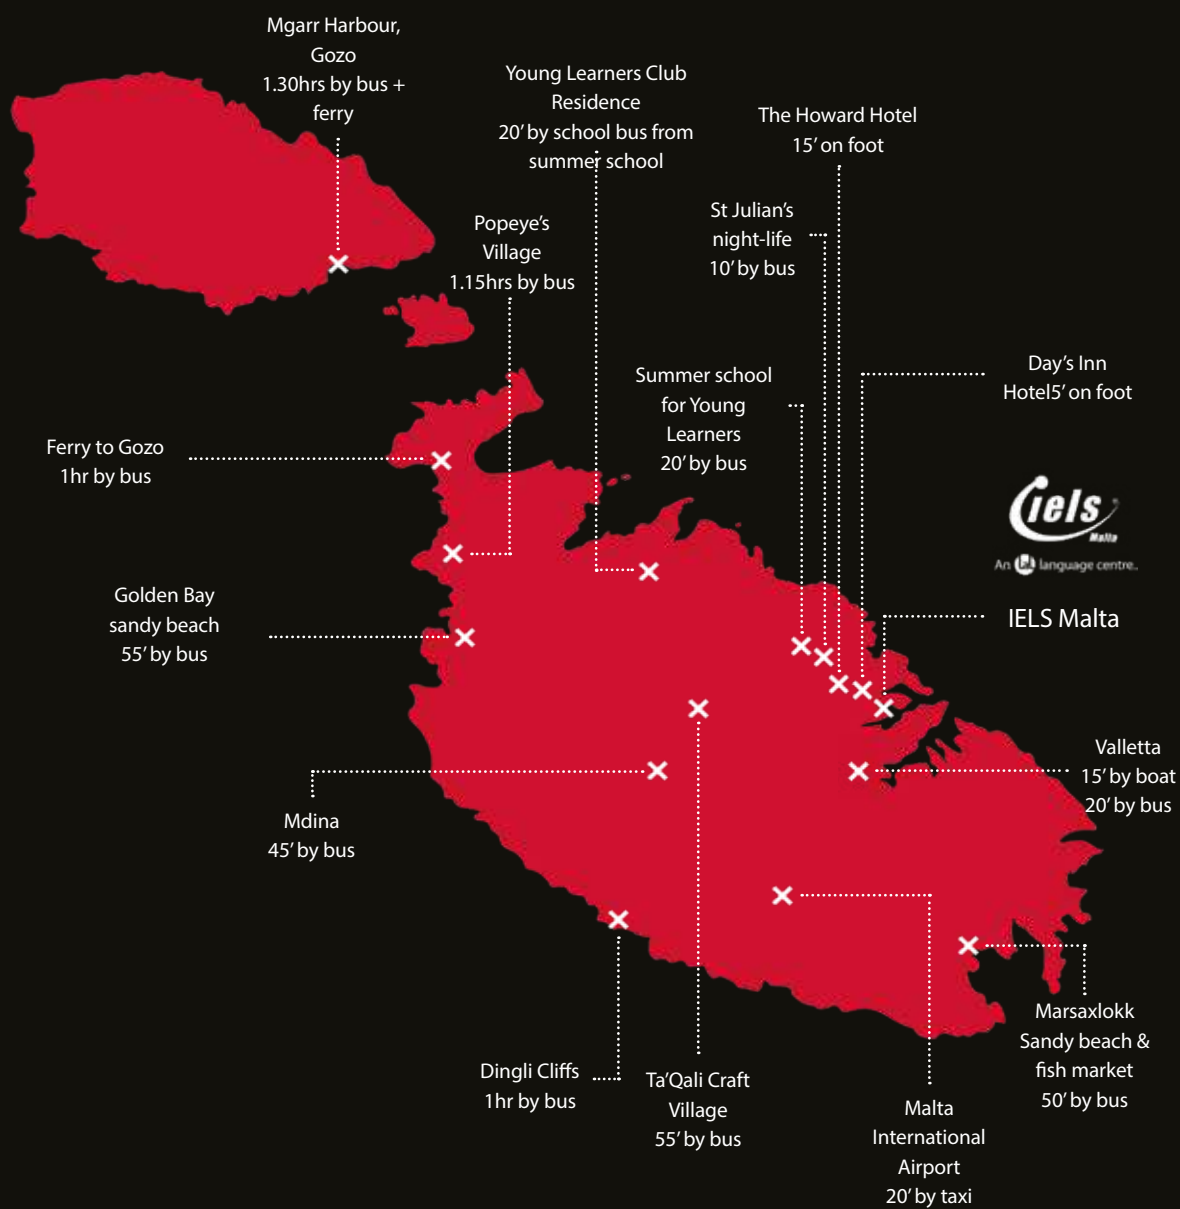 Mgarr Harbour,
Gozo
1.30hrs by bus +
ferry
Young Learners Club
Residence
20’ by school bus from
summer school
The Howard Hotel
15’ on foot
St Julian’s
night-life
10’ by bus
Popeye’s
Village
1.15hrs by bus
Day’s Inn
Hotel5’ on foot
Summer school
for Young
Learners
20’ by bus
Ferry to Gozo
1hr by bus
iels
Malta
An LAL language centre..
IELS Malta
Golden Bay
sandy beach
55’ by bus
Valletta
15’ by boat
20’ by bus
Mdina
45’ by bus
Marsaxlokk
Sandy beach &
fish market
50’ by bus
Dingli Cliffs
1hr by bus
Ta’Qali Craft
Village
55’ by bus
Malta
International
Airport
20’ by taxi